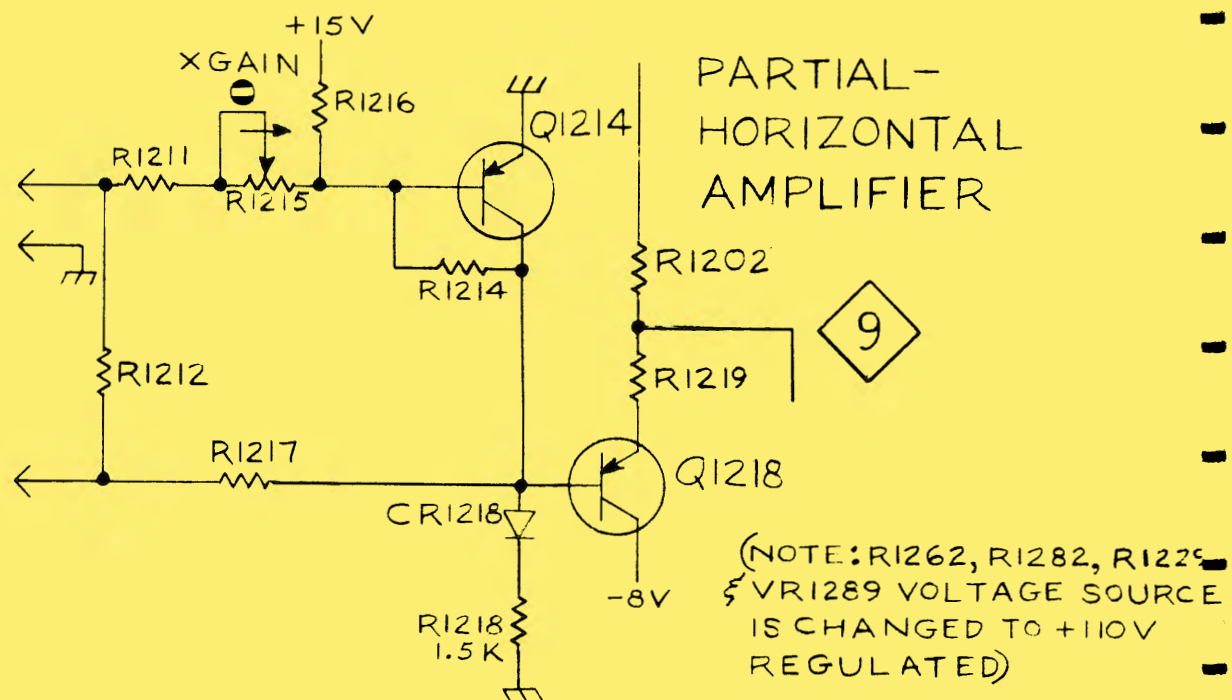 +15V
XGAIN
R1216
Q1214
R1211
R1215
R1214
PARTIAL-
HORIZONTAL
AMPLIFIER
R1202
9
R1212
R1219
R1217
Q1218
CR1218
-8V
R1218
1.5K
(NOTE: R1262, R1282,
& VR1289 VOLTAGE SOURCE
IS CHANGED TO +110V
REGULATED)